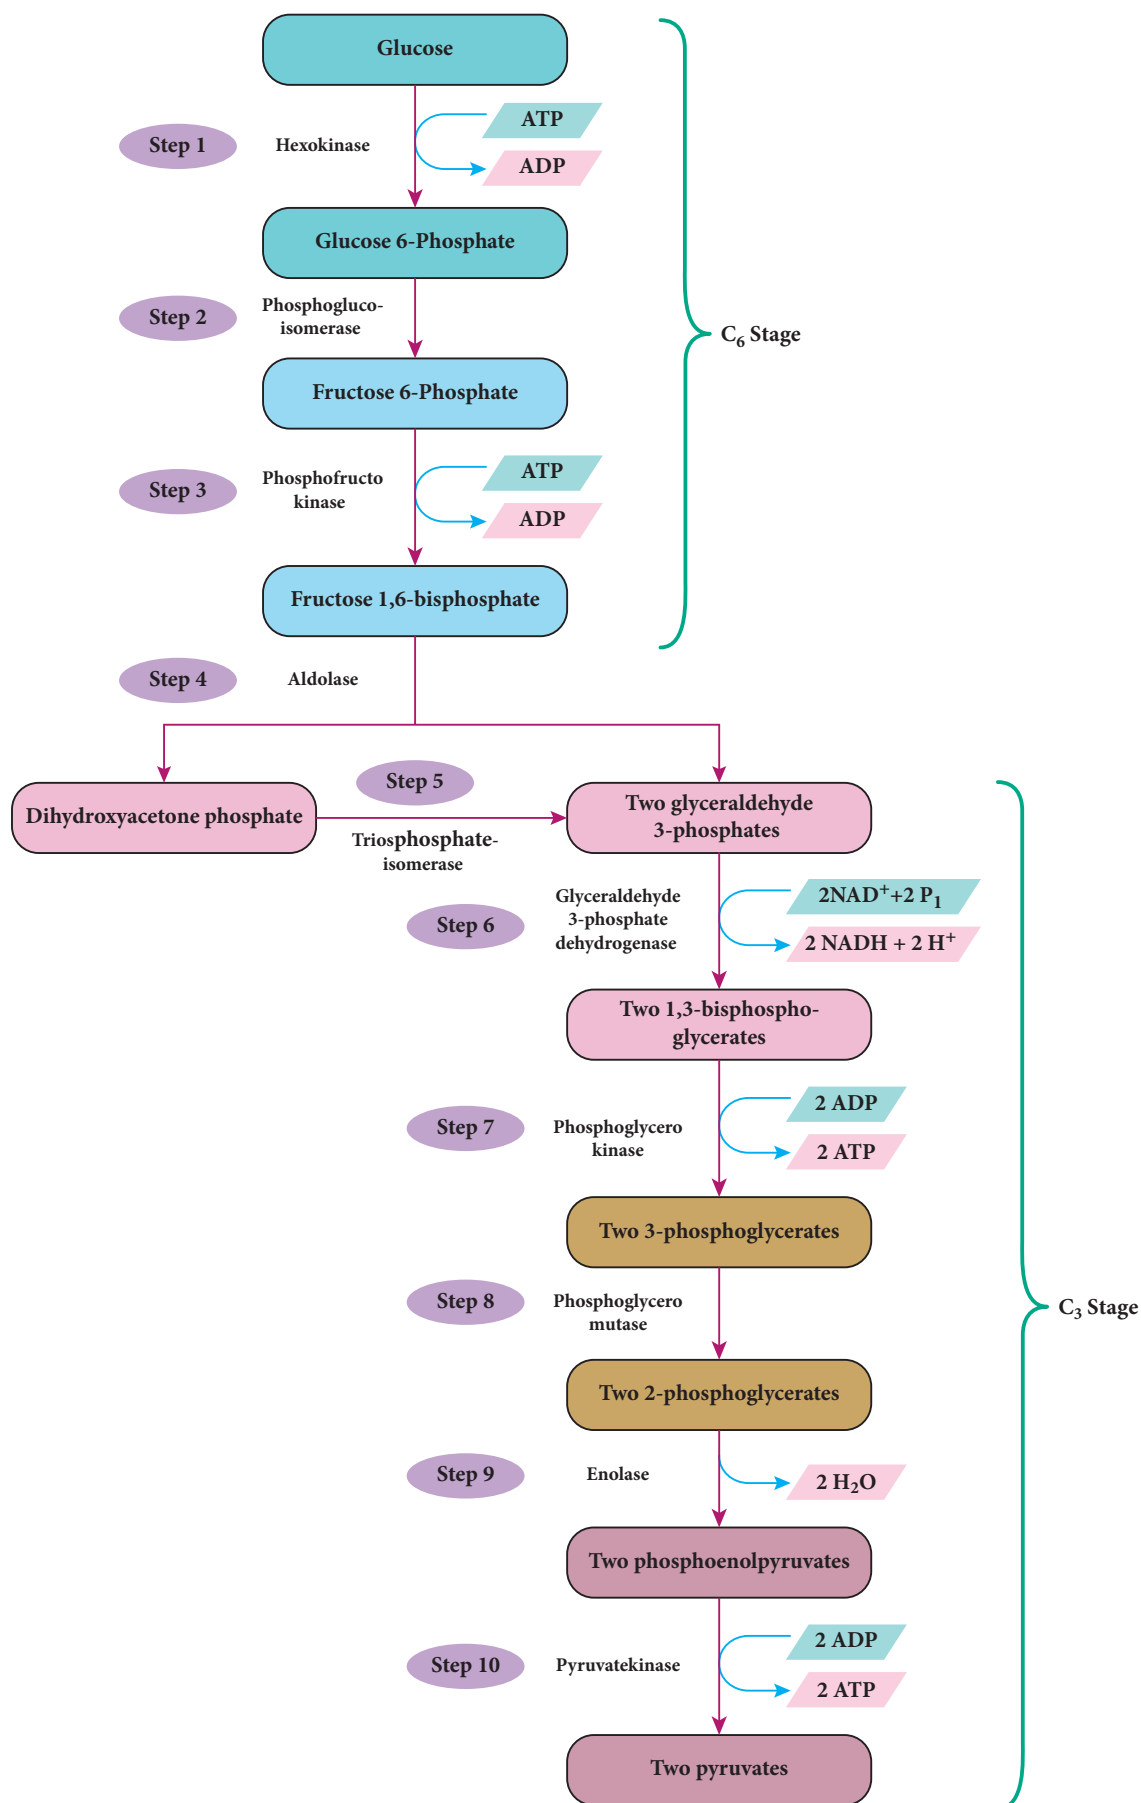 Glucose
ATP
Step 1
Hexokinase
ADP
Glucose 6-Phosphate
Step 2
Phosphogluco-
isomerase
C₆ Stage
Fructose 6-Phosphate
ATP
Step 3
Phosphofructo
kinase
ADP
Fructose 1,6-bisphosphate
Step 4
Aldolase
Step 5
Dihydroxyacetone phosphate
Two glyceraldehyde
3-phosphates
Triosphosphate-
isomerase
Step 6
Glyceraldehyde
3-phosphate
dehydrogenase
2NAD⁺+2 P₁
2 NADH + 2 H⁺
Two 1,3-bisphospho-
glycerates
2 ADP
Step 7
Phosphoglycero
kinase
2 ATP
Two 3-phosphoglycerates
Step 8
Phosphoglycero
mutase
C₃ Stage
Two 2-phosphoglycerates
Step 9
Enolase
2 H₂O
Two phosphoenolpyruvates
2 ADP
Step 10
Pyruvatekinase
2 ATP
Two pyruvates